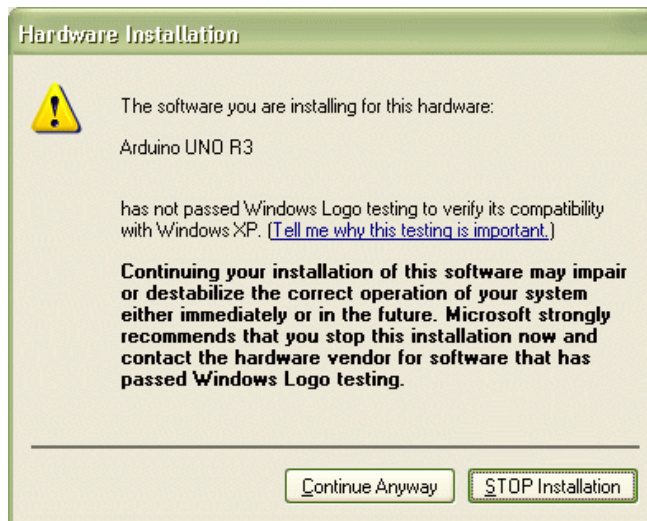 Hardware Installation
The software you are installing for this hardware:
Arduino UNO R3
has not passed Windows Logo testing to verify its compatibility
with Windows XP. (Tell me why this testing is important.)
Continuing your installation of this software may impair
or destabilize the correct operation of your system
either immediately or in the future. Microsoft strongly
recommends that you stop this installation now and
contact the hardware vendor for software that has
passed Windows Logo testing.
Continue Anyway
STOP Installation